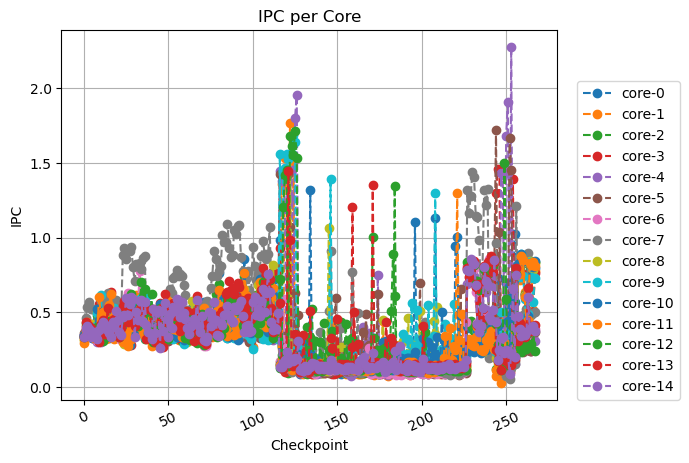 IPC per Core
2.0
1.5
1.0
0.5
0.0
IPC
0
50
100
150
200
250
Checkpoint
core-0
core-1
core-2
core-3
core-4
core-5
core-6
core-7
core-8
core-9
core-10
core-11
core-12
core-13
core-14